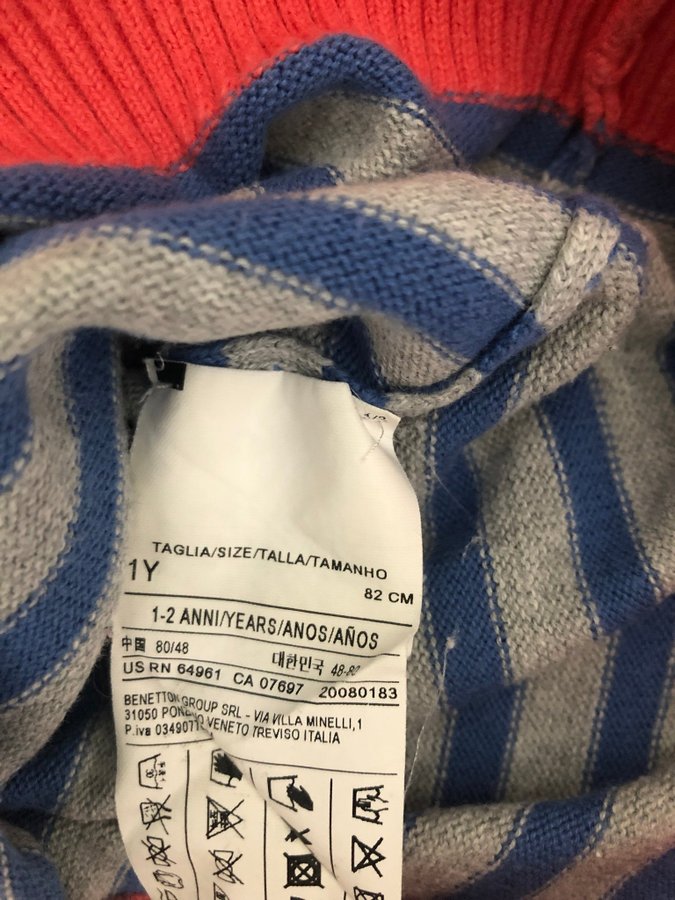 TAGLIA/SIZE/TALLA/TAMANHO
1Y 82 CM
1-2 ANNI/YEARS/ANOS/AÑOS
中国 80/48 대한민국 48-80
US RN 64961 CA 07697 20080183
BENETTON GROUP SRL - VIA VILLA MINELLI,1
31050 VENETO TREVISO ITALIA
P.iva
30